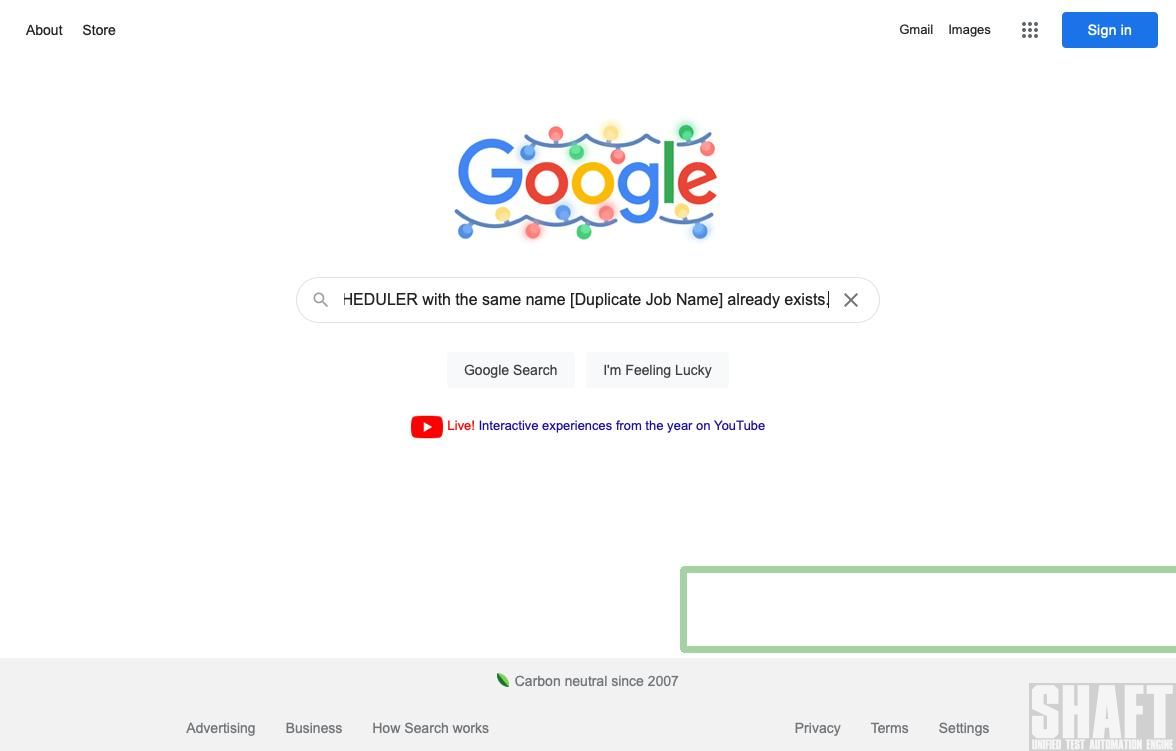 About Store
Gmail Images
Sign in
Google
HEDULER with the same name [Duplicate Job Name] already exists.
Google Search
I'm Feeling Lucky
Live! Interactive experiences from the year on YouTube
Carbon neutral since 2007
Advertising Business How Search works
Privacy Terms Settings
SHAFT
UNIFIED TEST AUTOMATION ENGINE